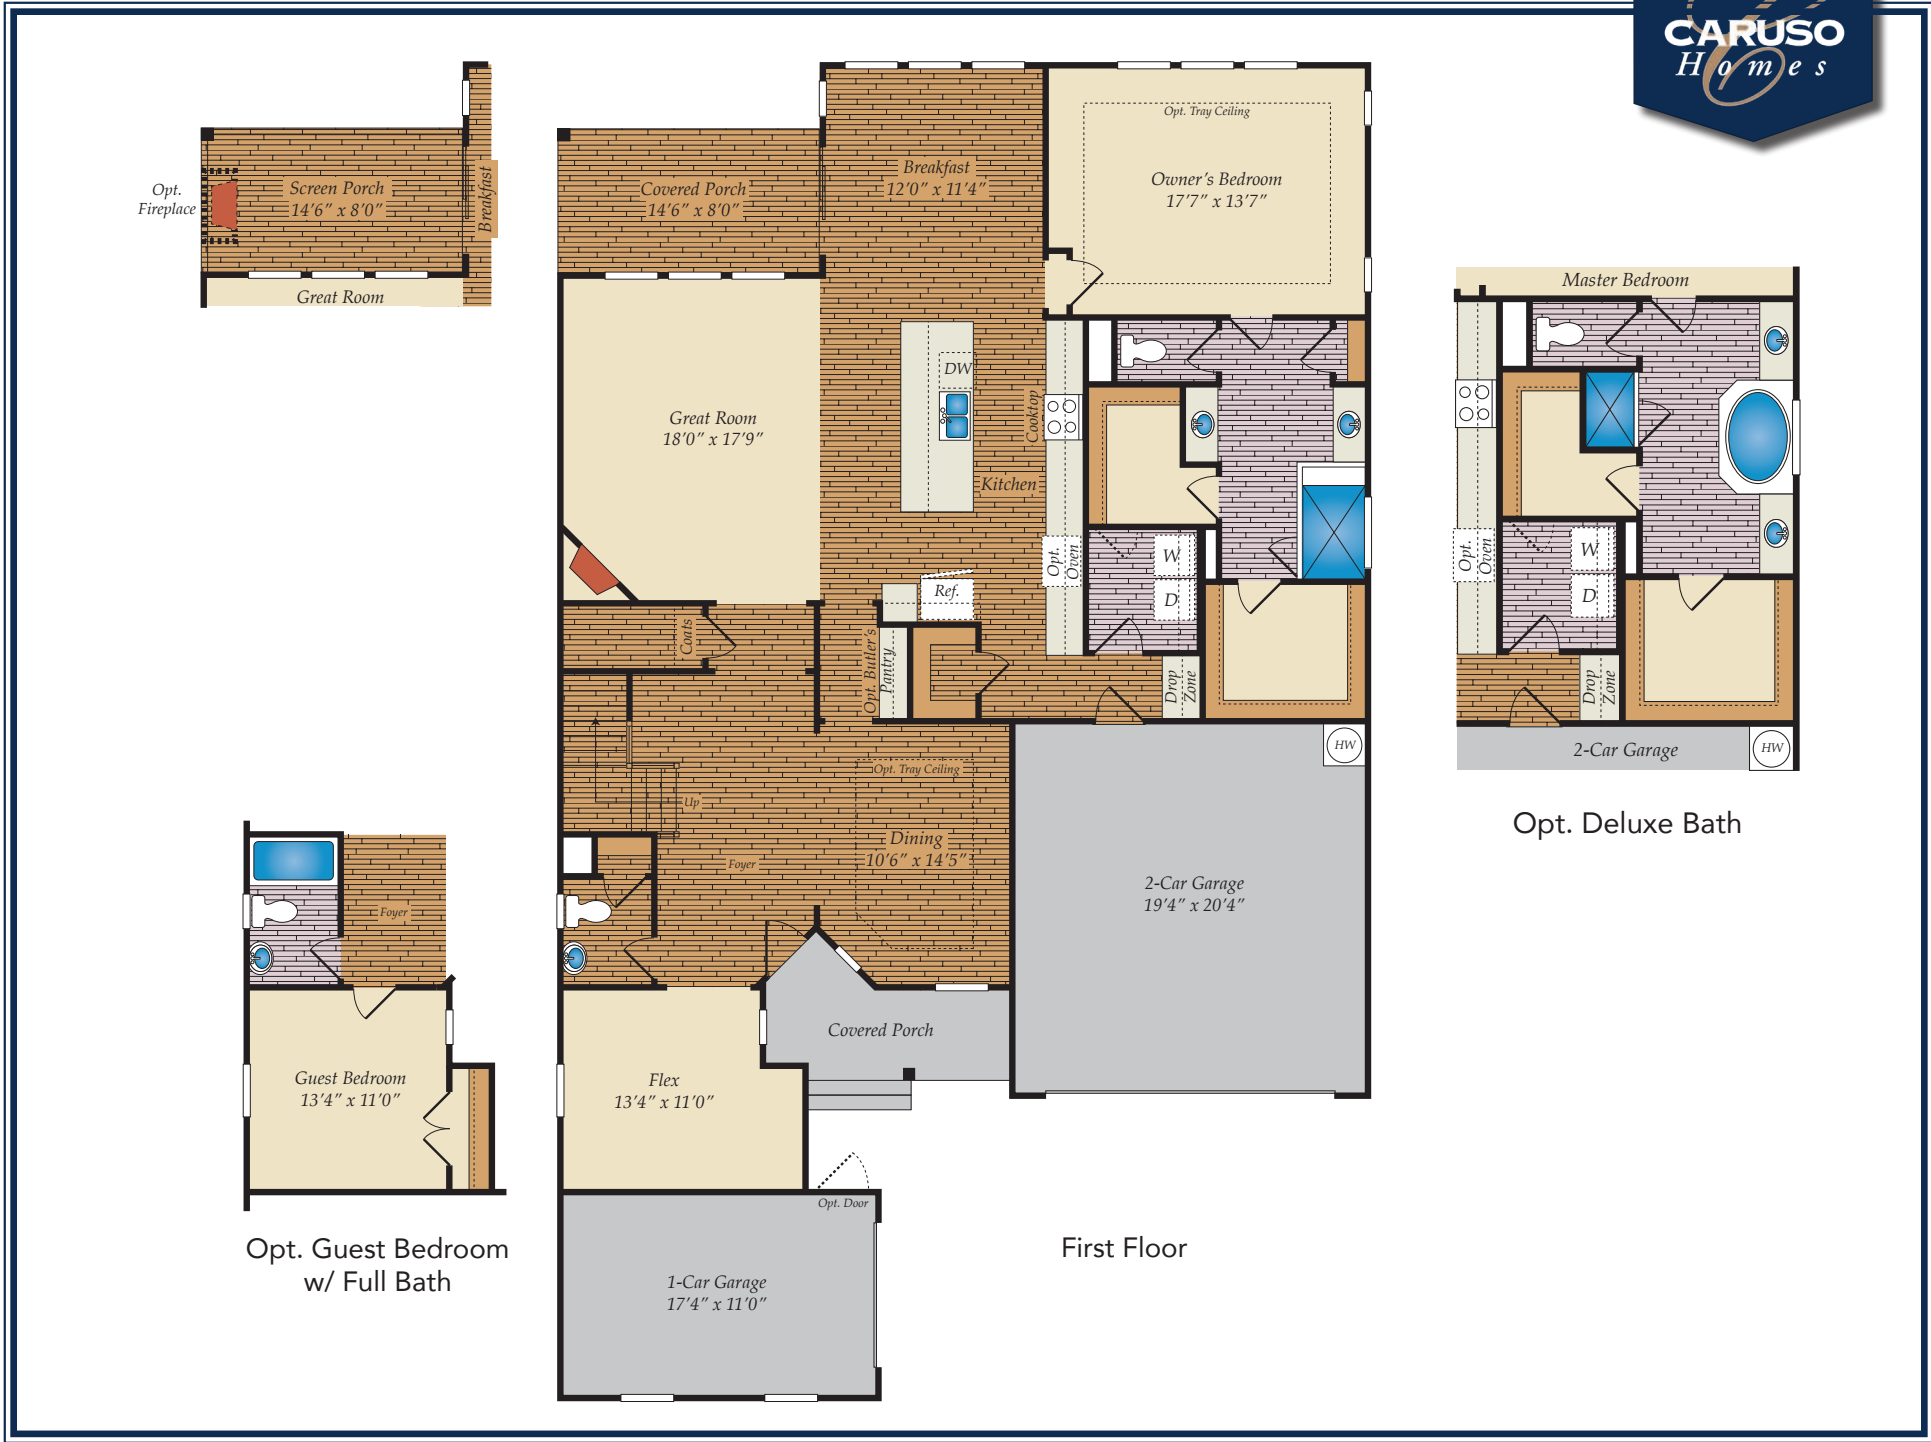 CARUSO
Homes
Opt.
Fireplace
Screen Porch
14'6" x 8'0"
Breakfast
Great Room
Covered Porch
14'6" x 8'0"
Breakfast
12'0" x 11'4"
Opt. Tray Ceiling
Owner's Bedroom
17'7" x 13'7"
DW
Cooktop
Great Room
18'0" x 17'9"
Kitchen
Opt.
Oven
W
D
Ref.
Coats
Opt. Butler's
Pantry
Drop
Zone
HW
Up
Opt. Tray Ceiling
Dining
10'6" x 14'5"
Foyer
2-Car Garage
19'4" x 20'4"
Covered Porch
Flex
13'4" x 11'0"
Opt. Door
1-Car Garage
17'4" x 11'0"
First Floor
Foyer
Guest Bedroom
13'4" x 11'0"
Opt. Guest Bedroom
w/ Full Bath
Master Bedroom
Opt.
Oven
W
D
Drop
Zone
2-Car Garage
HW
Opt. Deluxe Bath